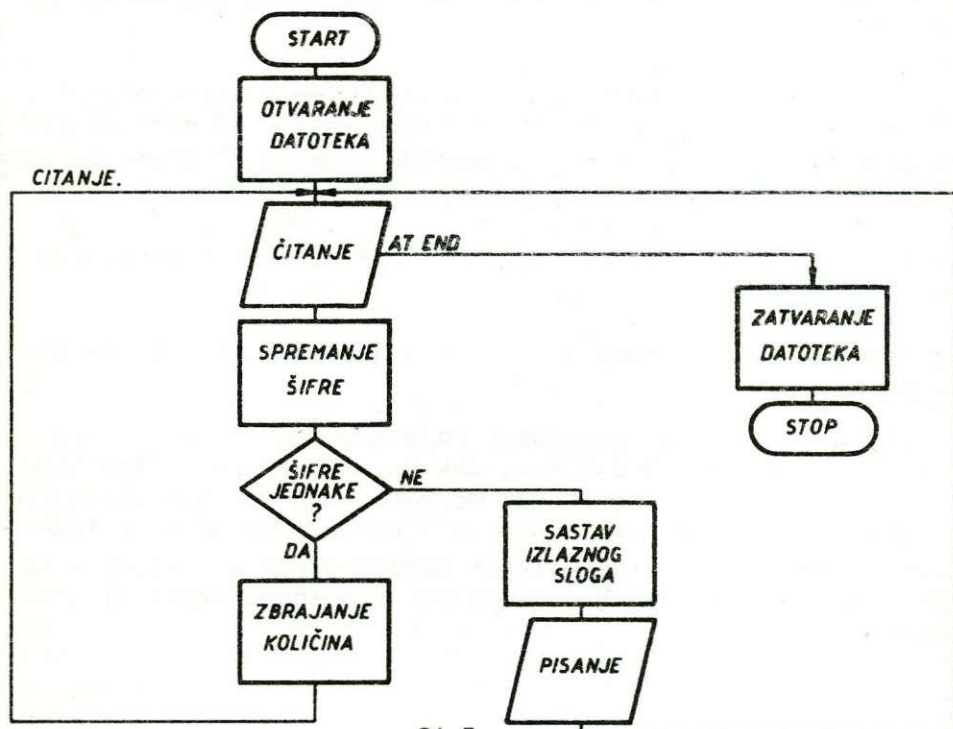 START
OTVARANJE
DATOTEKA
CITANJE.
ČITANJE
AT END
ZATVARANJE
DATOTEKA
STOP
SPREMANJE
ŠIFRE
ŠIFRE
JEDNAKE
?
NE
DA
SASTAV
IZLAZNOG
SLOGA
ZBRAJANJE
KOLIČINA
PISANJE